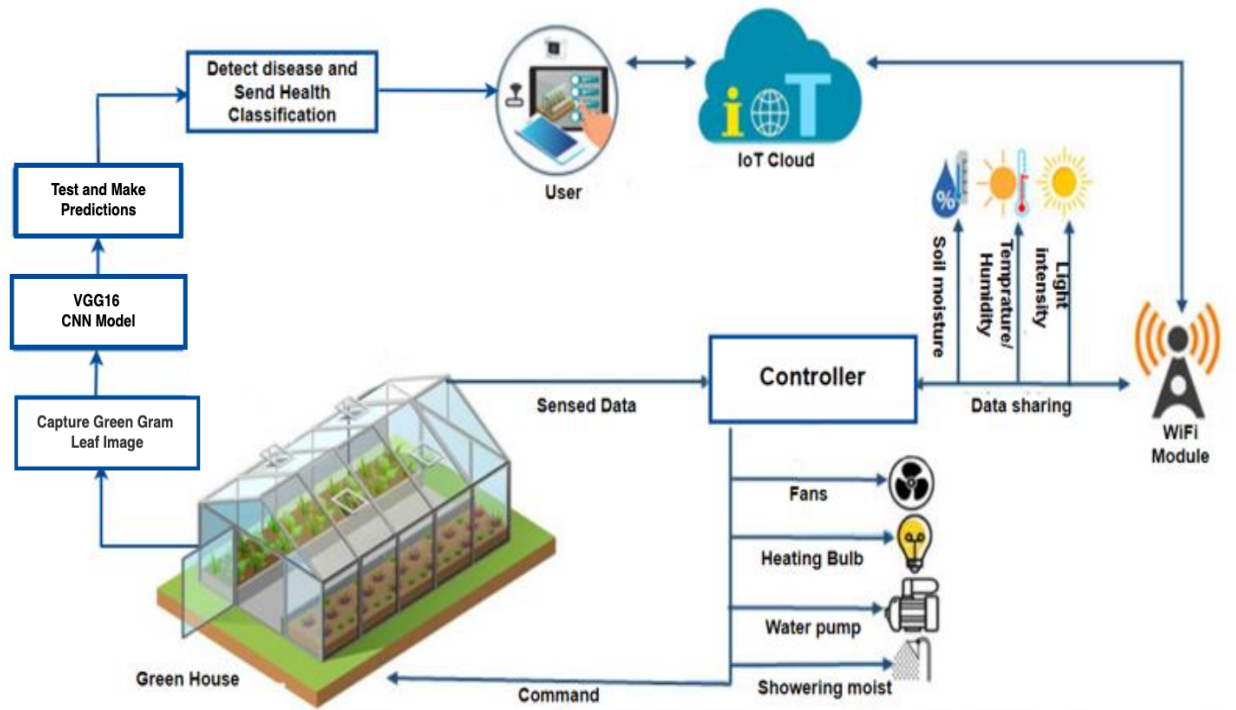 Detect disease and
Send Health
Classification
User
iOT
IoT Cloud
Test and Make
Predictions
%
Soil moisture
Temprature/
Humidity
Light
intensity
VGG16
CNN Model
Controller
Sensed Data
Data sharing
WiFi
Module
Capture Green Gram
Leaf Image
Fans
Heating Bulb
Water pump
Showering moist
Green House
Command